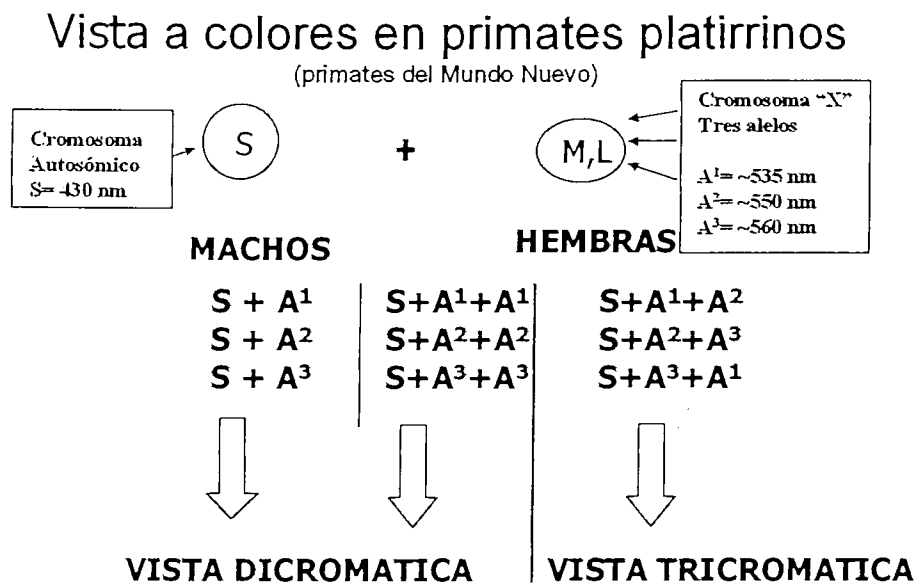 Vista a colores en primates platirrinos
(primates del Mundo Nuevo)
Cromosoma
Autosómico
S= 430 nm
S
+
M,L
Cromosoma “X”
Tres alelos
A¹= ~535 nm
A²= ~550 nm
A³= ~560 nm
MACHOS
HEMBRAS
S + A¹
S + A²
S + A³
S+A¹+A¹
S+A²+A²
S+A³+A³
S+A¹+A²
S+A²+A³
S+A³+A¹
VISTA DICROMATICA
VISTA TRICROMATICA